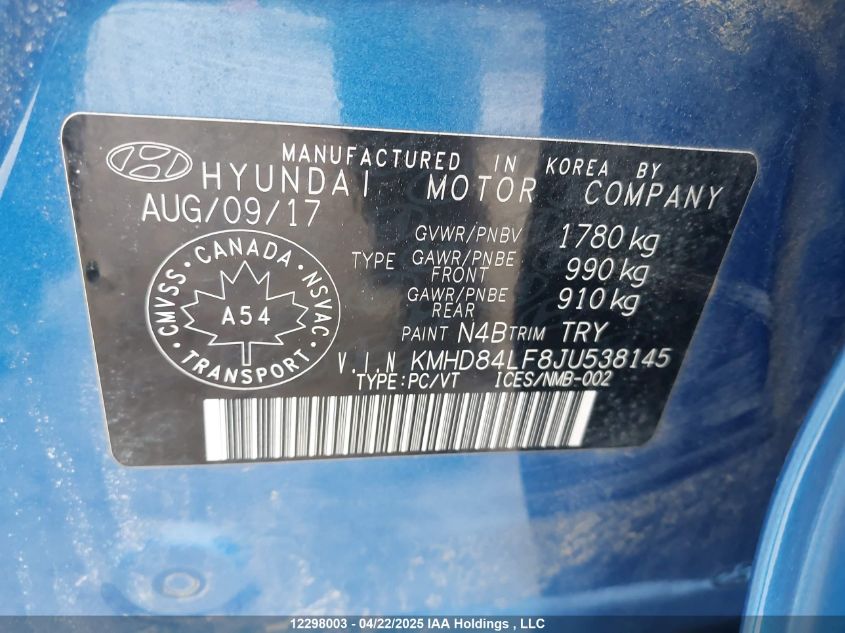 MANUFACTURED IN KOREA BY
HYUNDAI MOTOR COMPANY
AUG/09/17
GVWR/PNBV 1780 kg
TYPE GAWR/PNBE FRONT 990 kg
GAWR/PNBE REAR 910 kg
PAINT N4B TRIM TRY
CMVSS · CANADA · NSVAC
A54
TRANSPORT
V.I.N KMHD84LF8JU538145
TYPE:PC/VT ICES/NMB-002
12298003 - 04/22/2025 IAA Holdings , LLC